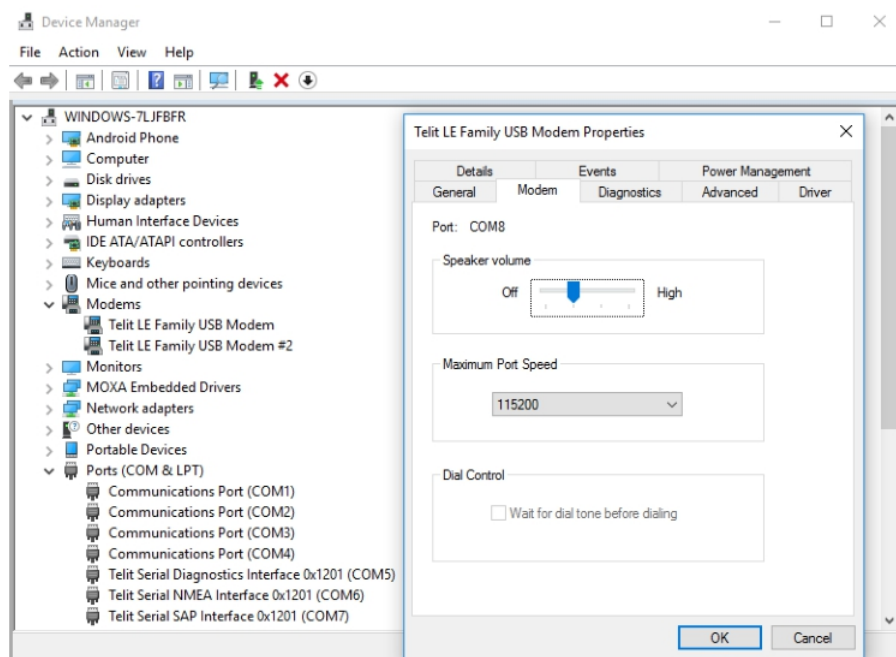 Device Manager
File Action View Help
WINDOWS-7LJFBFR
Android Phone
Computer
Disk drives
Display adapters
Human Interface Devices
IDE ATA/ATAPI controllers
Keyboards
Mice and other pointing devices
Modems
Telit LE Family USB Modem
Telit LE Family USB Modem #2
Monitors
MOXA Embedded Drivers
Network adapters
Other devices
Portable Devices
Ports (COM & LPT)
Communications Port (COM1)
Communications Port (COM2)
Communications Port (COM3)
Communications Port (COM4)
Telit Serial Diagnostics Interface 0x1201 (COM5)
Telit Serial NMEA Interface 0x1201 (COM6)
Telit Serial SAP Interface 0x1201 (COM7)
Telit LE Family USB Modem Properties
Details Events Power Management
General Modem Diagnostics Advanced Driver
Port: COM8
Speaker volume
Off High
Maximum Port Speed
115200
Dial Control
Wait for dial tone before dialing
OK Cancel